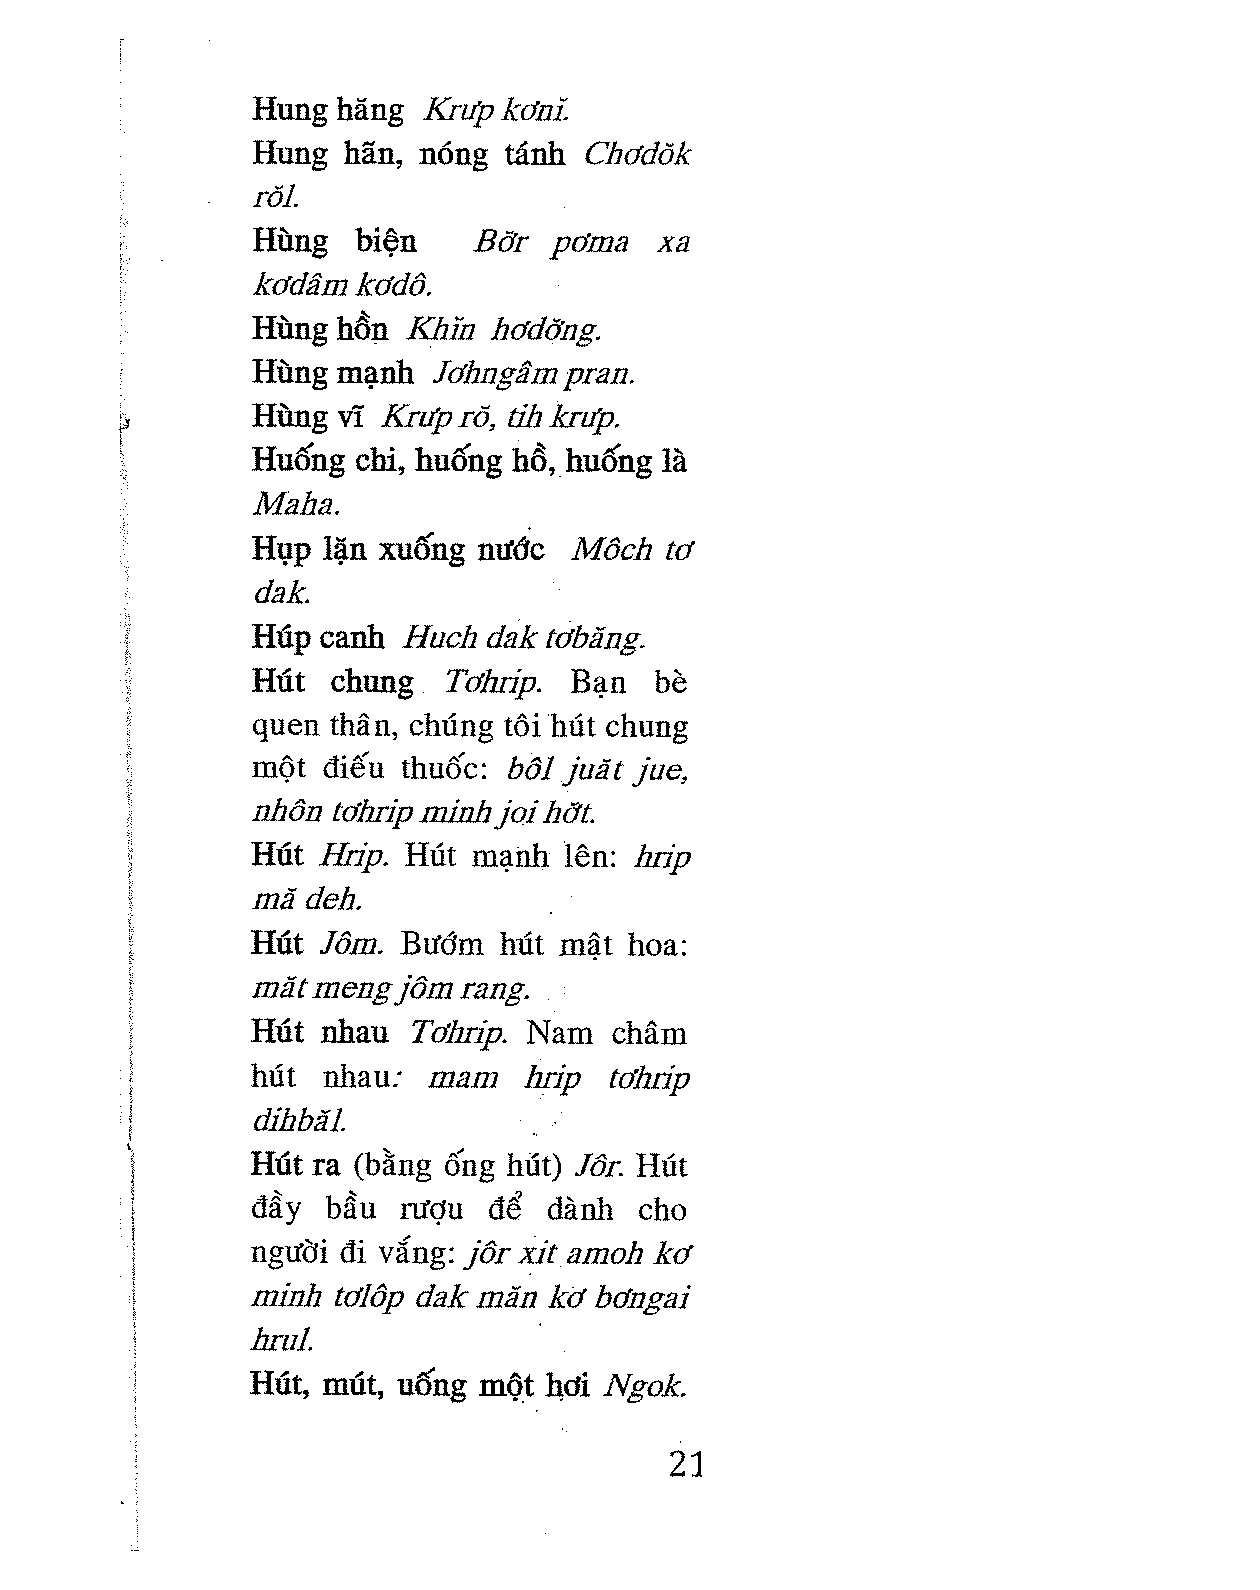 Hung hăng Krưp kơnĭ.
Hung hãn, nóng tánh Chơdŏk
rŏl.
Hùng biện Bơ̆r pơma xa
kơdâm kơdô.
Hùng hồn Khĭn hơdơ̆ng.
Hùng mạnh Jơhngâm pran.
Hùng vĩ Krưp rŏ, tih krưp.
Huống chi, huống hồ, huống là
Maha.
Hụp lặn xuống nước Môch tơ
dak.
Húp canh Huch dak tơbăng.
Hút chung Tơhrip. Bạn bè
quen thân, chúng tôi hút chung
một điếu thuốc: bôl juăt jue,
nhôn tơhrip minh joi hơ̆t.
Hút Hrip. Hút mạnh lên: hrip
mă deh.
Hút Jôm. Bướm hút mật hoa:
măt meng jôm rang.
Hút nhau Tơhrip. Nam châm
hút nhau: mam hrip tơhrip
dihbăl.
Hút ra (bằng ống hút) Jôr. Hút
đầy bầu rượu để dành cho
người đi vắng: jôr xit amoh kơ
minh tơlôp dak măn kơ bơngai
hrul.
Hút, mút, uống một hơi Ngok.
21